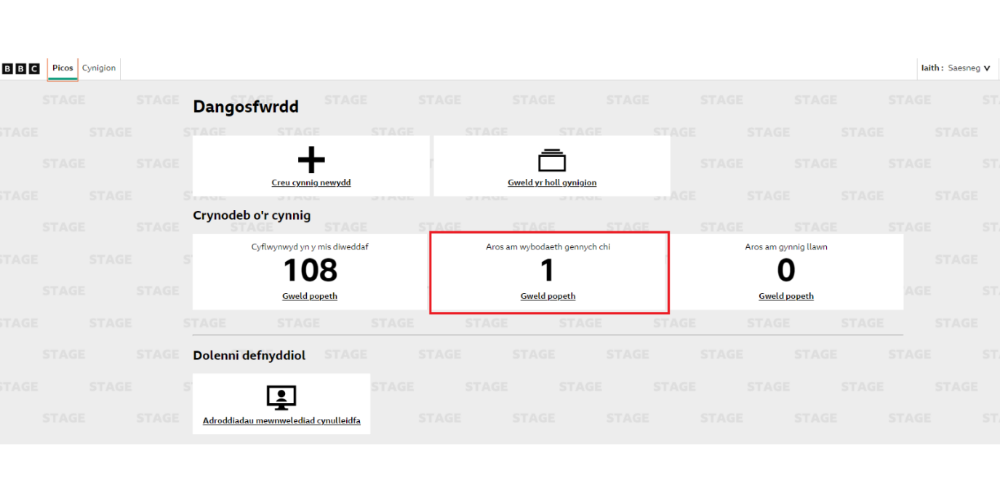 BBC Picos Cynigion Iaith : Saesneg
Dangosfwrdd
Creu cynnig newydd
Gweld yr holl gynigion
Crynodeb o'r cynnig
Cyflwynwyd yn y mis diweddaf
108
Gweld popeth
Aros am wybodaeth gennych chi
1
Gweld popeth
Aros am gynnig llawn
0
Gweld popeth
Dolenni defnyddiol
Adroddiadau mewnwelediad cynulleidfa
STAGE